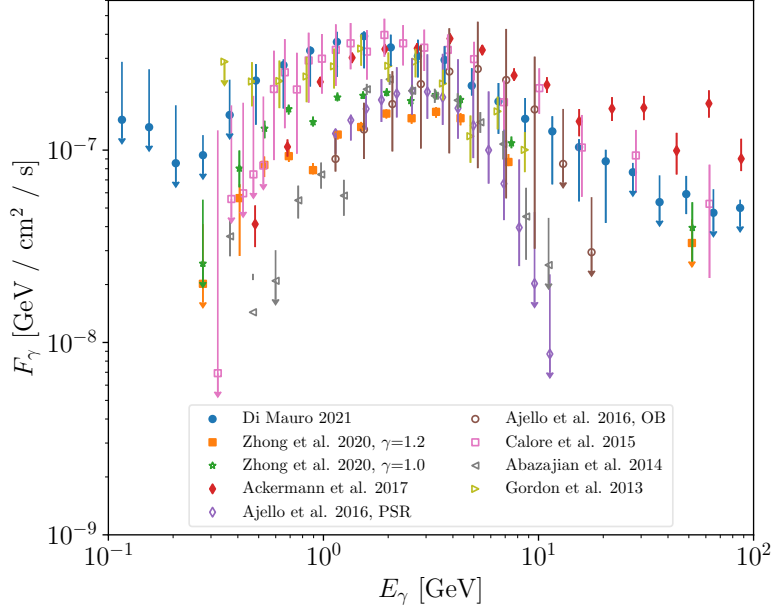 F_γ [GeV / cm² / s]
10⁻⁷
10⁻⁸
10⁻⁹
Di Mauro 2021
Zhong et al. 2020, γ=1.2
Zhong et al. 2020, γ=1.0
Ackermann et al. 2017
Ajello et al. 2016, PSR
Ajello et al. 2016, OB
Calore et al. 2015
Abazajian et al. 2014
Gordon et al. 2013
10⁻¹ 10⁰ 10¹ 10²
E_γ [GeV]